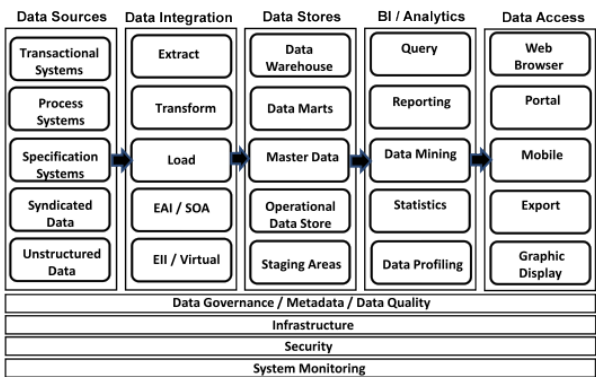 Data Sources
Data Integration
Data Stores
BI / Analytics
Data Access
Transactional
Systems
Process
Systems
Specification
Systems
Syndicated
Data
Unstructured
Data
Extract
Transform
Load
EAI / SOA
EII / Virtual
Data
Warehouse
Data Marts
Master Data
Operational
Data Store
Staging Areas
Query
Reporting
Data Mining
Statistics
Data Profiling
Web
Browser
Portal
Mobile
Export
Graphic
Display
Data Governance / Metadata / Data Quality
Infrastructure
Security
System Monitoring